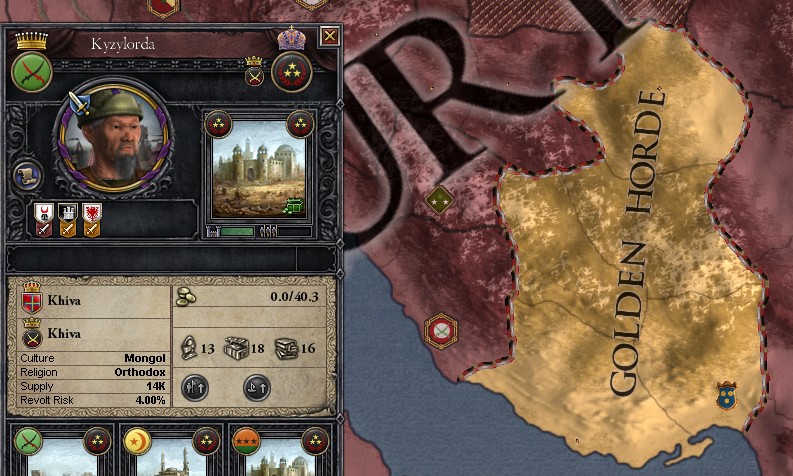 Kyzylorda
Khiva
0.0/40.3
Khiva
13 18 16
Culture Mongol
Religion Orthodox
Supply 14K
Revolt Risk 4.00%
GOLDEN HORDE
UR